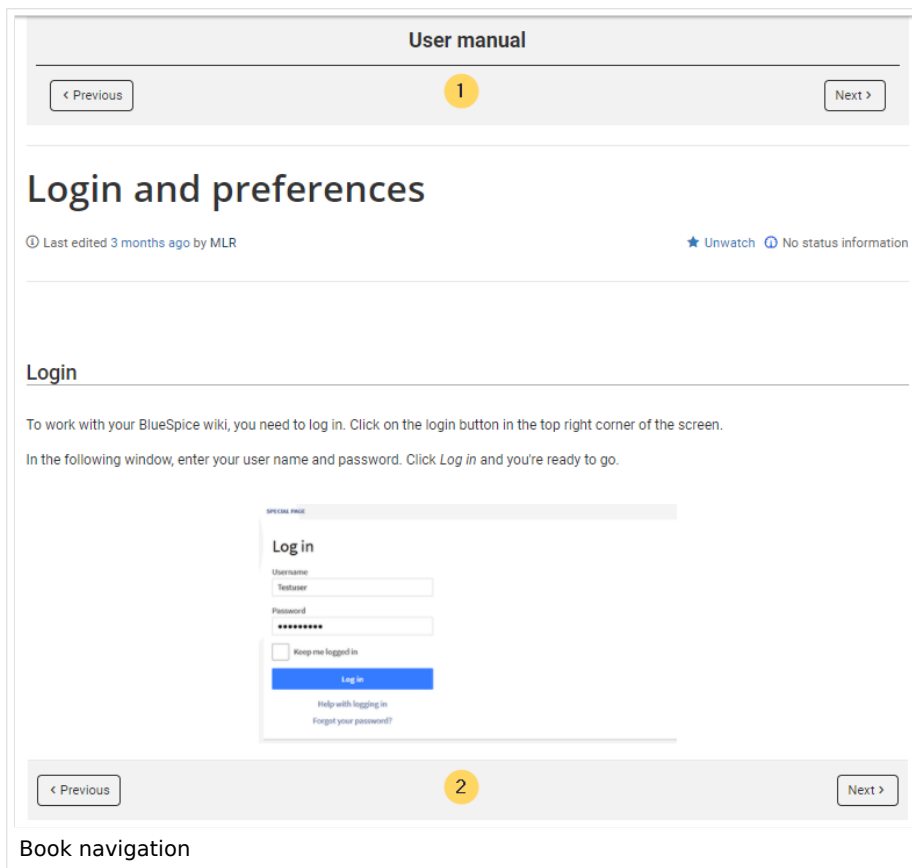 User manual
‹ Previous 1 Next ›
Login and preferences
Last edited 3 months ago by MLR Unwatch No status information
Login
To work with your BlueSpice wiki, you need to log in. Click on the login button in the top right corner of the screen.
In the following window, enter your user name and password. Click Log in and you're ready to go.
SPECIAL PAGE
Log in
Username
Testuser
Password
•••••••••
Keep me logged in
Log in
Help with logging in
Forgot your password?
‹ Previous 2 Next ›
Book navigation